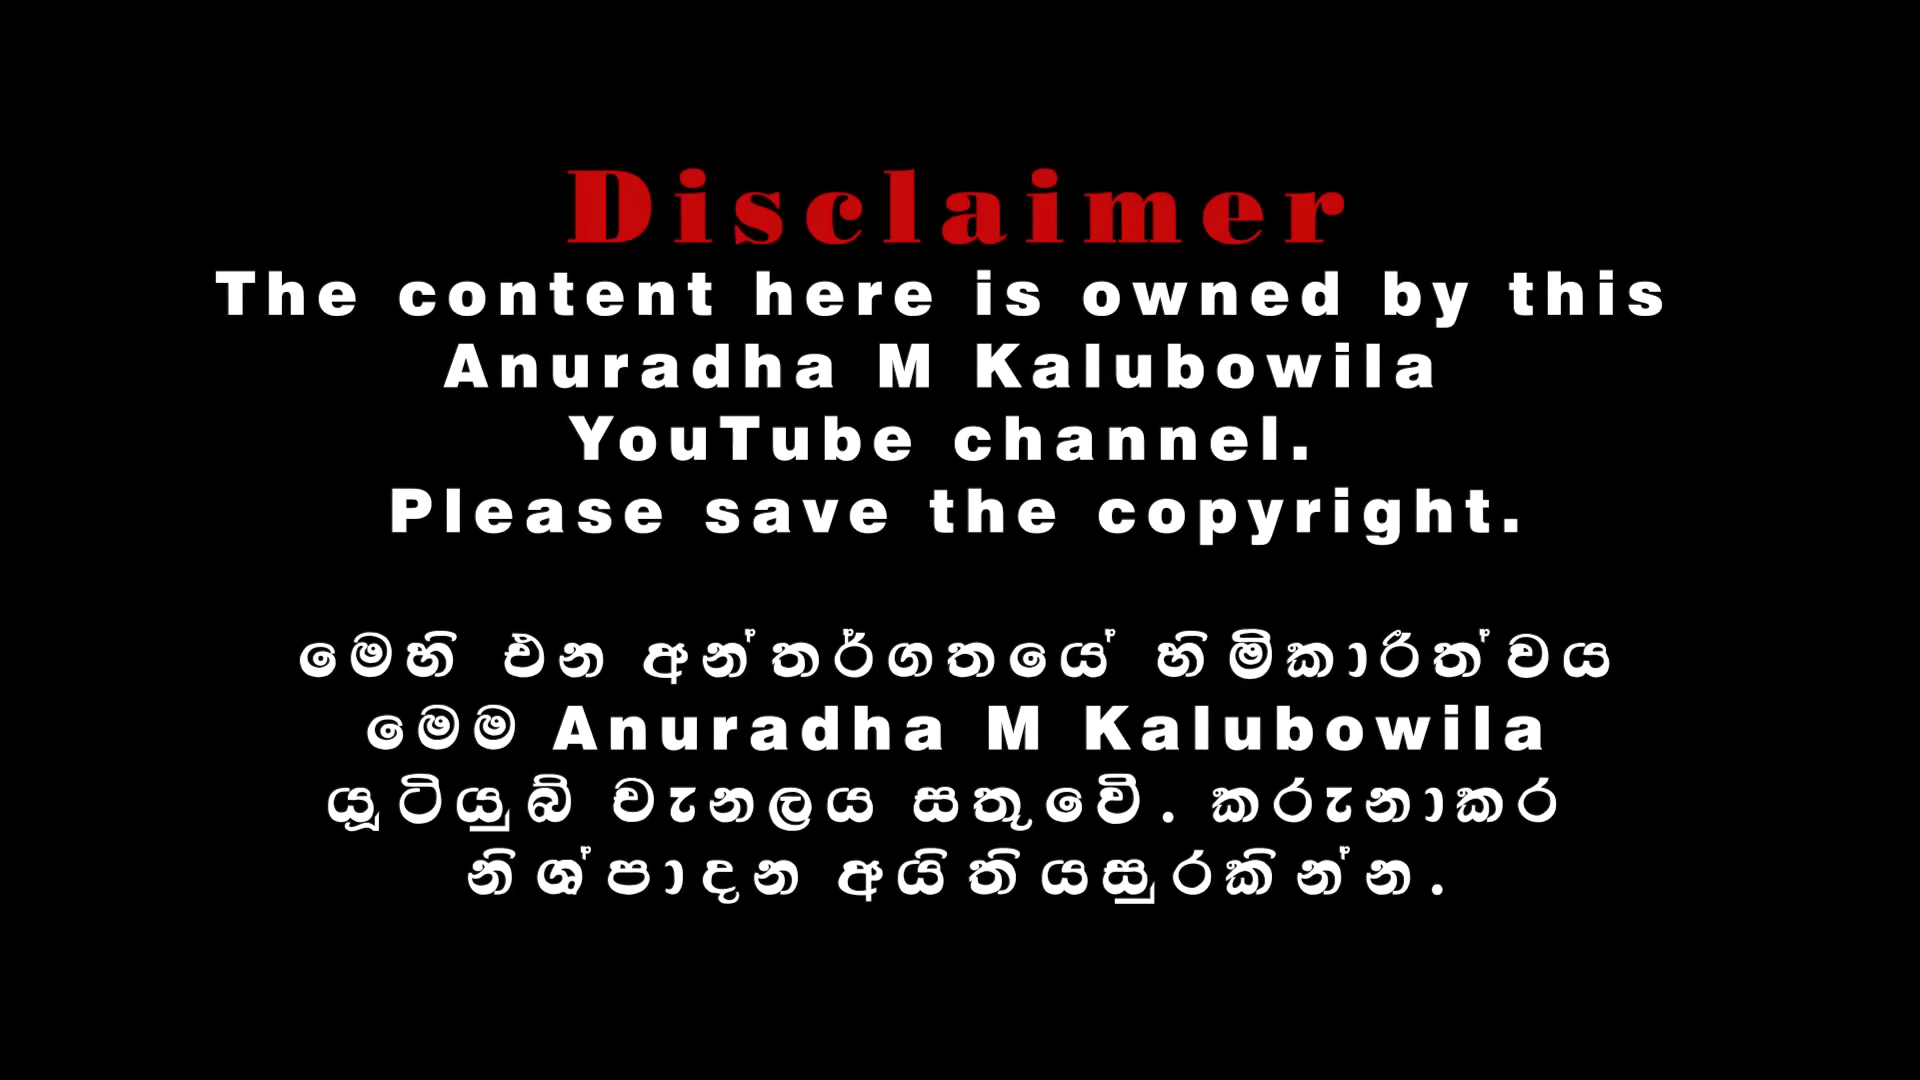 Disclaimer
The content here is owned by this
Anuradha M Kalubowila
YouTube channel.
Please save the copyright.
මෙහි එන අන්තර්ගතයේ හිමිකාරීත්වය
මෙම Anuradha M Kalubowila
යූටියුබ් චැනලය සතුවේ. කරුනාකර
නිශ්පාදන අයිතියසුරකින්න.